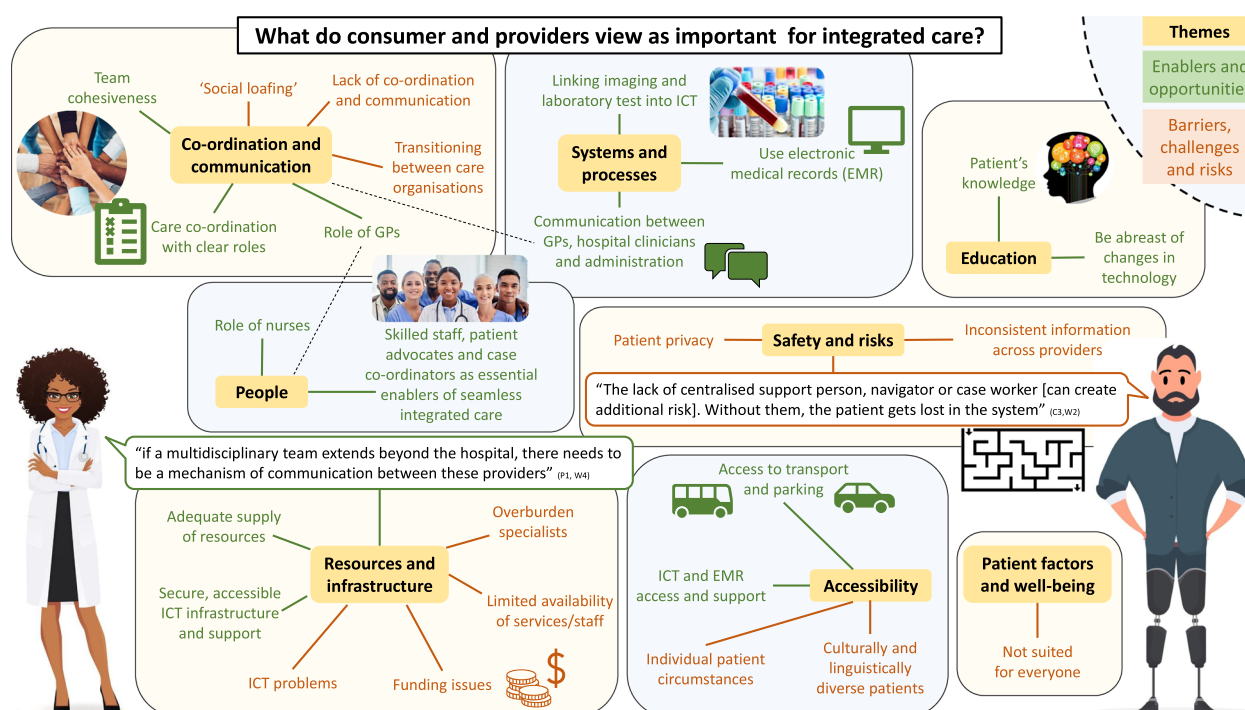 What do consumer and providers view as important for integrated care?
Themes
Enablers and
opportunitie
Barriers,
challenges
and risks
Team
cohesiveness
‘Social loafing’
Lack of co-ordination
and communication
Co-ordination and
communication
Transitioning
between care
organisations
Care co-ordination
with clear roles
Role of GPs
Linking imaging and
laboratory test into ICT
Systems and
processes
Use electronic
medical records (EMR)
Communication between
GPs, hospital clinicians
and administration
Patient’s
knowledge
Education
Be abreast of
changes in
technology
Role of nurses
People
Skilled staff, patient
advocates and case
co-ordinators as essential
enablers of seamless
integrated care
Patient privacy
Safety and risks
Inconsistent information
across providers
“The lack of centralised support person, navigator or case worker [can create
additional risk]. Without them, the patient gets lost in the system” (C3,W2)
“if a multidisciplinary team extends beyond the hospital, there needs to
be a mechanism of communication between these providers” (P1, W4)
Adequate supply
of resources
Overburden
specialists
Resources and
infrastructure
Secure, accessible
ICT infrastructure
and support
Limited availability
of services/staff
ICT problems
Funding issues
$
Access to transport
and parking
ICT and EMR
access and support
Accessibility
Individual patient
circumstances
Culturally and
linguistically
diverse patients
Patient factors
and well-being
Not suited
for everyone